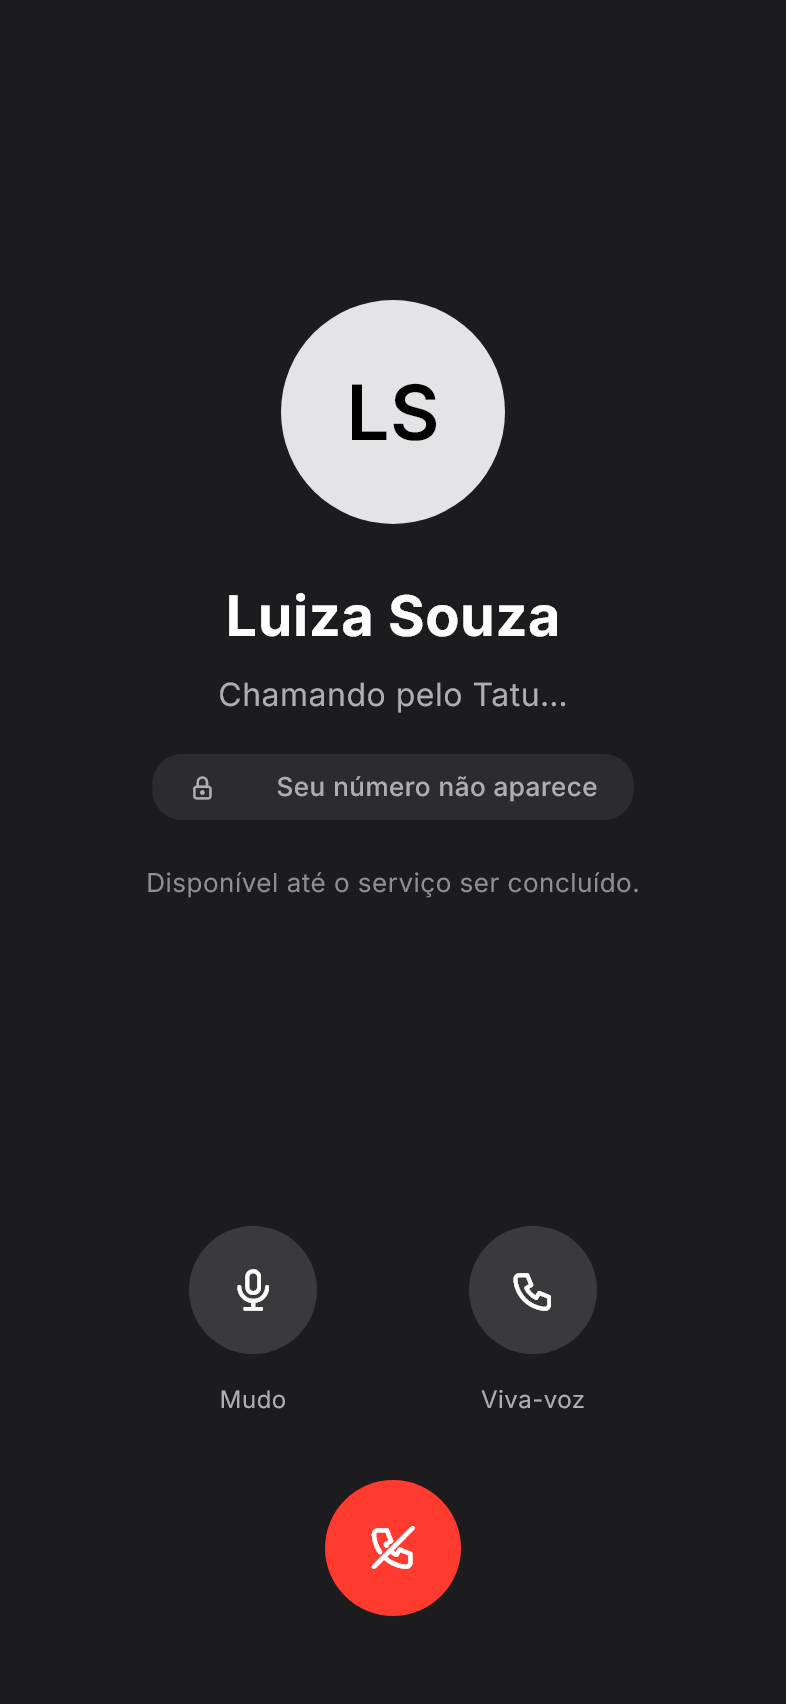 LS
Luiza Souza
Chamando pelo Tatu...
Seu número não aparece
Disponível até o serviço ser concluído.
Mudo
Viva-voz